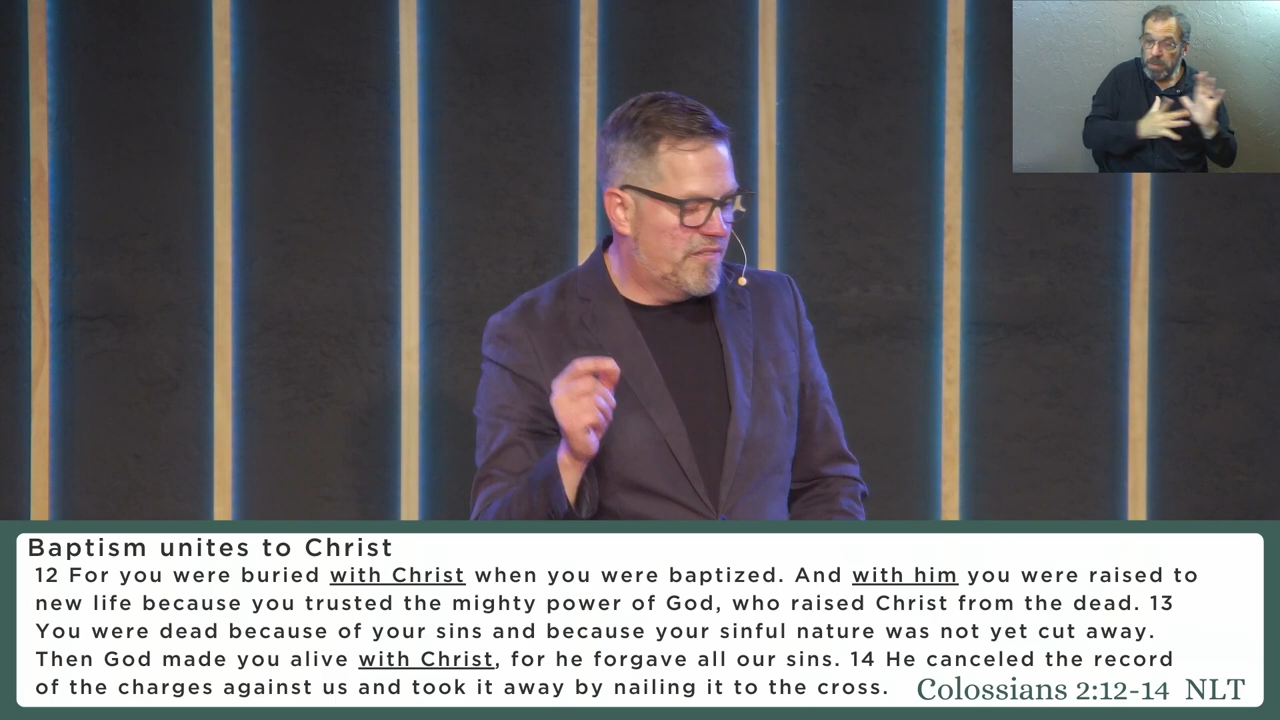 Baptism unites to Christ
12 For you were buried with Christ when you were baptized. And with him you were raised to
new life because you trusted the mighty power of God, who raised Christ from the dead. 13
You were dead because of your sins and because your sinful nature was not yet cut away.
Then God made you alive with Christ, for he forgave all our sins. 14 He canceled the record
of the charges against us and took it away by nailing it to the cross.
Colossians 2:12-14 NLT